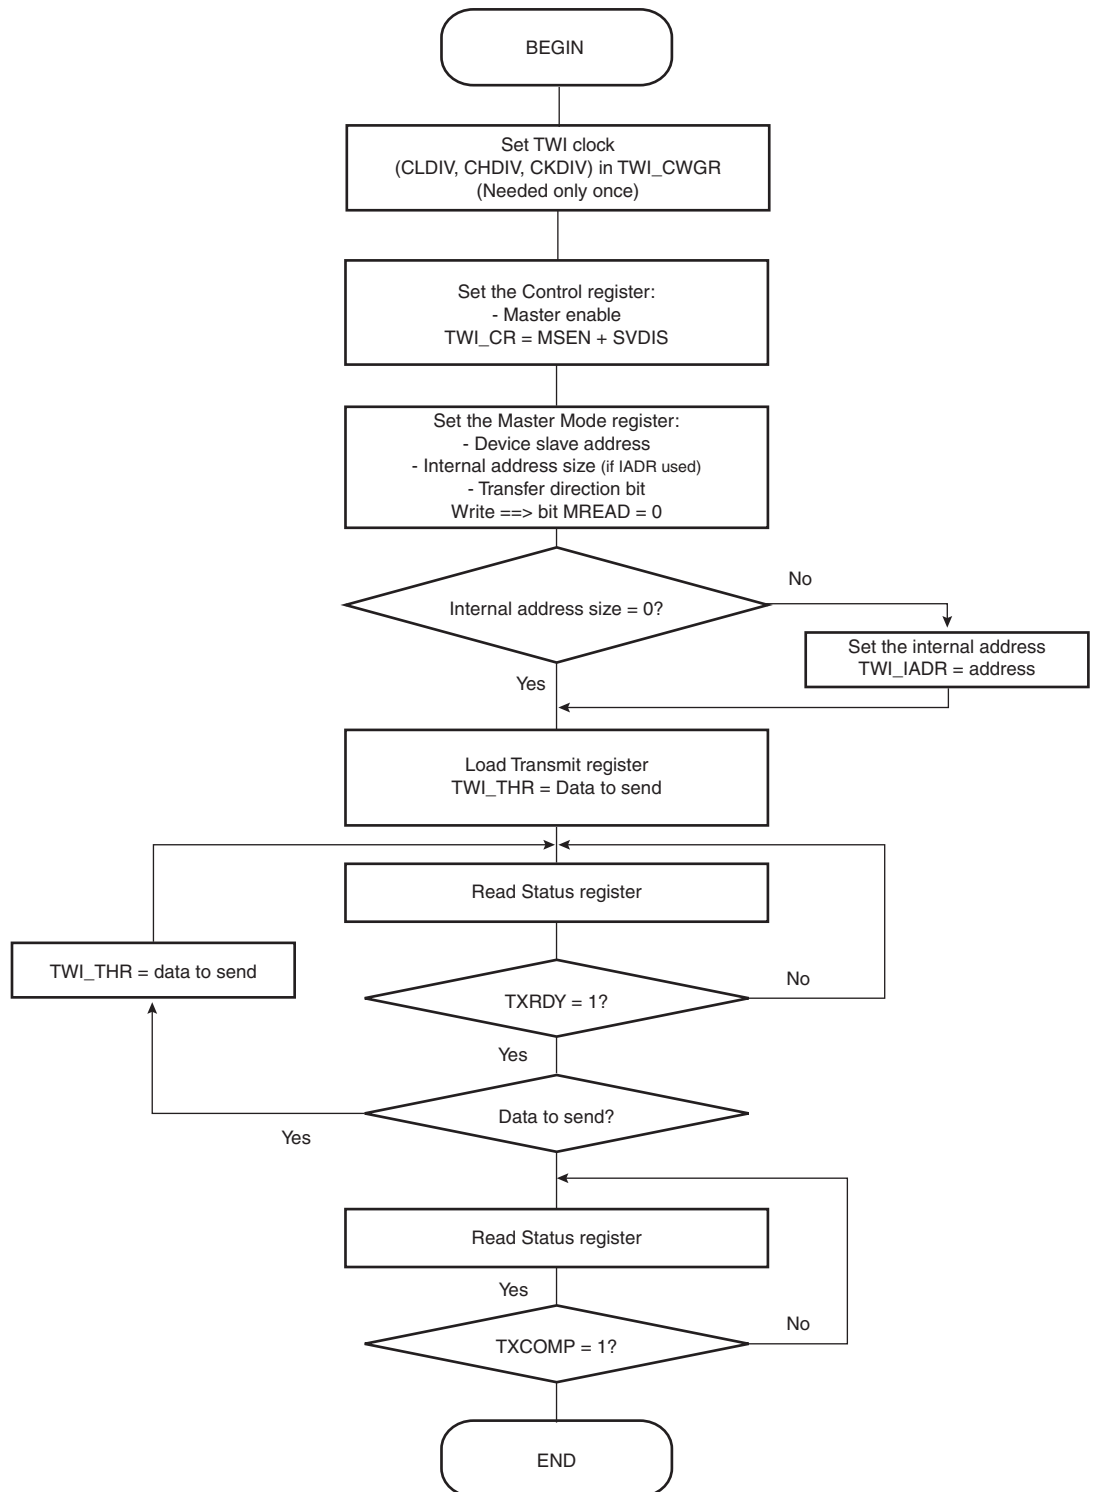 BEGIN
Set TWI clock
(CLDIV, CHDIV, CKDIV) in TWI_CWGR
(Needed only once)
Set the Control register:
- Master enable
TWI_CR = MSEN + SVDIS
Set the Master Mode register:
- Device slave address
- Internal address size (if IADR used)
- Transfer direction bit
Write ==> bit MREAD = 0
No
Internal address size = 0?
Set the internal address
TWI_IADR = address
Yes
Load Transmit register
TWI_THR = Data to send
Read Status register
TWI_THR = data to send
No
TXRDY = 1?
Yes
Data to send?
Yes
Read Status register
Yes
No
TXCOMP = 1?
END